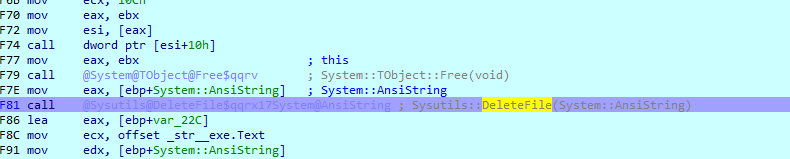 F6B mov ecx, 10Ch
F70 mov eax, ebx
F72 mov esi, [eax]
F74 call dword ptr [esi+10h]
F77 mov eax, ebx ; this
F79 call @System@TObject@Free$qqrv ; System::TObject::Free(void)
F7E mov eax, [ebp+System::AnsiString] ; System::AnsiString
F81 call @Sysutils@DeleteFile$qqrx17System@AnsiString ; Sysutils::DeleteFile(System::AnsiString)
F86 lea eax, [ebp+var_22C]
F8C mov ecx, offset _str__exe.Text
F91 mov edx, [ebp+System::AnsiString]